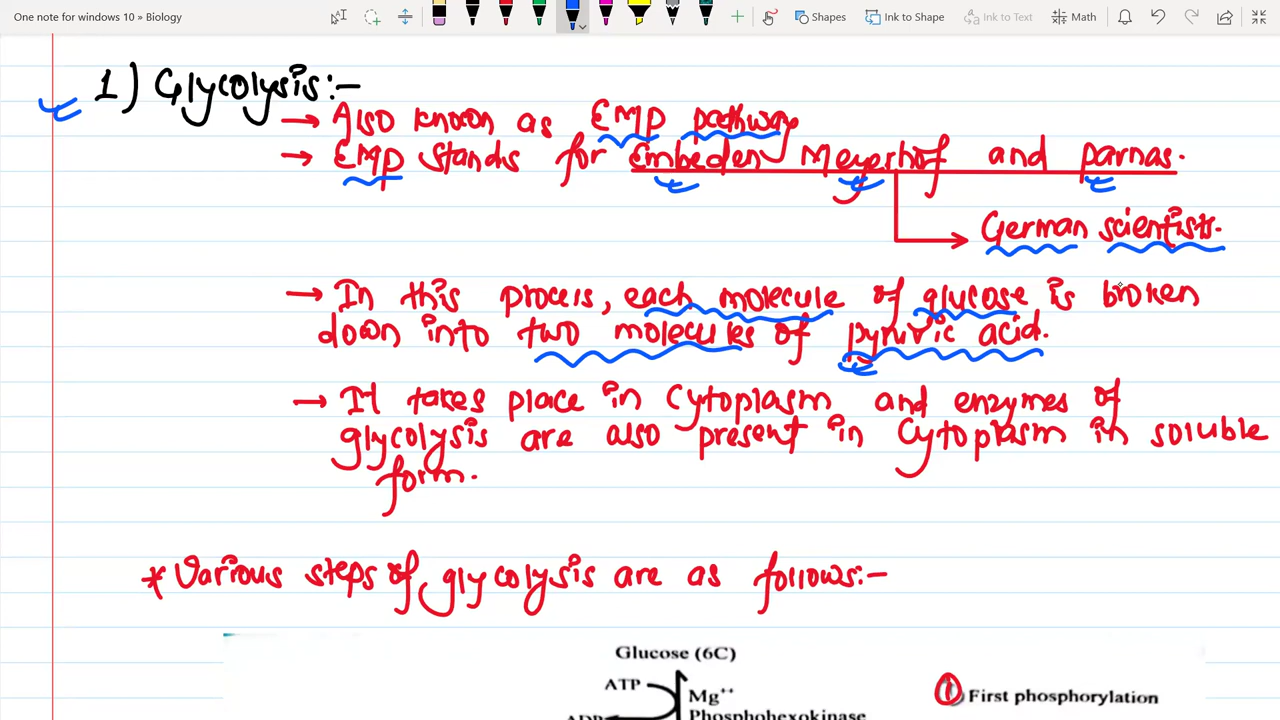 One note for windows 10 » Biology
Shapes
Ink to Shape
Ink to Text
Math
1) Glycolysis:-
→ Also known as EMP pathway
→ EMP stands for Embeden Meyerhof and parnas.
German scientists.
→ In this process, each molecule of glucose is broken
down into two molecules of pyruvic acid.
→ It takes place in Cytoplasm and enzymes of
glycolysis are also present in Cytoplasm in soluble
form.
* Various steps of glycolysis are as follows:-
Glucose (6C)
ATP
Mg++
① First phosphorylation
ADP
Phosphohexokinase